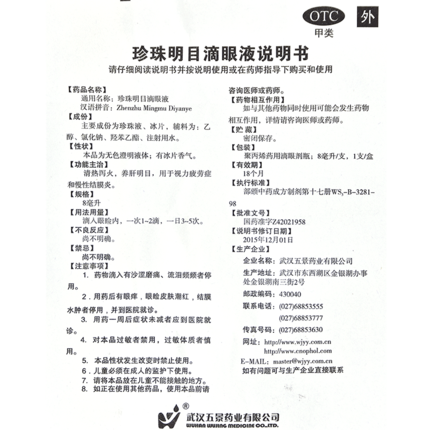 OTC
甲类
外
珍珠明目滴眼液说明书
请仔细阅读说明书并按说明使用或在药师指导下购买和使用
【药品名称】
通用名称：珍珠明目滴眼液
汉语拼音：Zhenzhu Mingmu Diyanye
【成份】
主要成份为珍珠液、冰片，辅料为：乙
醇、氯化钠、羟苯乙酯、注射用水。
【性状】
本品为无色澄明液体；有冰片香气。
【功能主治】
清热泻火，养肝明目，用于视力疲劳症
和慢性结膜炎。
【规格】
8毫升
【用法用量】
滴入眼睑内，一次1~2滴，一日3~5次。
【不良反应】
尚不明确。
【禁忌】
尚不明确。
【注意事项】
1．药物滴入有沙涩磨痛、流泪频频者停
用。
2．用药后有眼痒，眼睑皮肤潮红，结膜
水肿者停用，并到医院就诊。
3．用药一周后症状未减者应到医院就
诊。
4．对本品过敏者禁用，过敏体质者慎
用。
5．本品性状发生改变时禁止使用。
6．儿童必须在成人的监护下使用。
7．请将本品放在儿童不能接触的地方。
8．如正在使用其他药品，使用本品前请
咨询医师或药师。
【药物相互作用】
如与其他药物同时使用可能会发生药物
相互作用，详情请咨询医师或药师。
【贮藏】
密闭保存。
【包装】
聚丙烯药用滴眼剂瓶；8毫升/支，1支/盒
【有效期】
18个月
【执行标准】
部颁中药成方制剂第十七册WS₃-B-3281-
98
【批准文号】
国药准字Z42021958
【说明书修订日期】
2015年12月01日
【生产企业】
企业名称：武汉五景药业有限公司
生产地址：武汉市东西湖区金银湖办事
处金银湖南三街2号
邮政编码：430040
联系电话：(027)68853555
(027)68853777
传真号码：(027)68853630
网址：http://www.wjyy.com.cn
http://www.cnophol.com
E-MAIL：master@wjyy.com.cn
如有问题可与生产企业直接联系
武汉五景药业有限公司
WUHAN WUJING MEDICINE CO.,LTD.